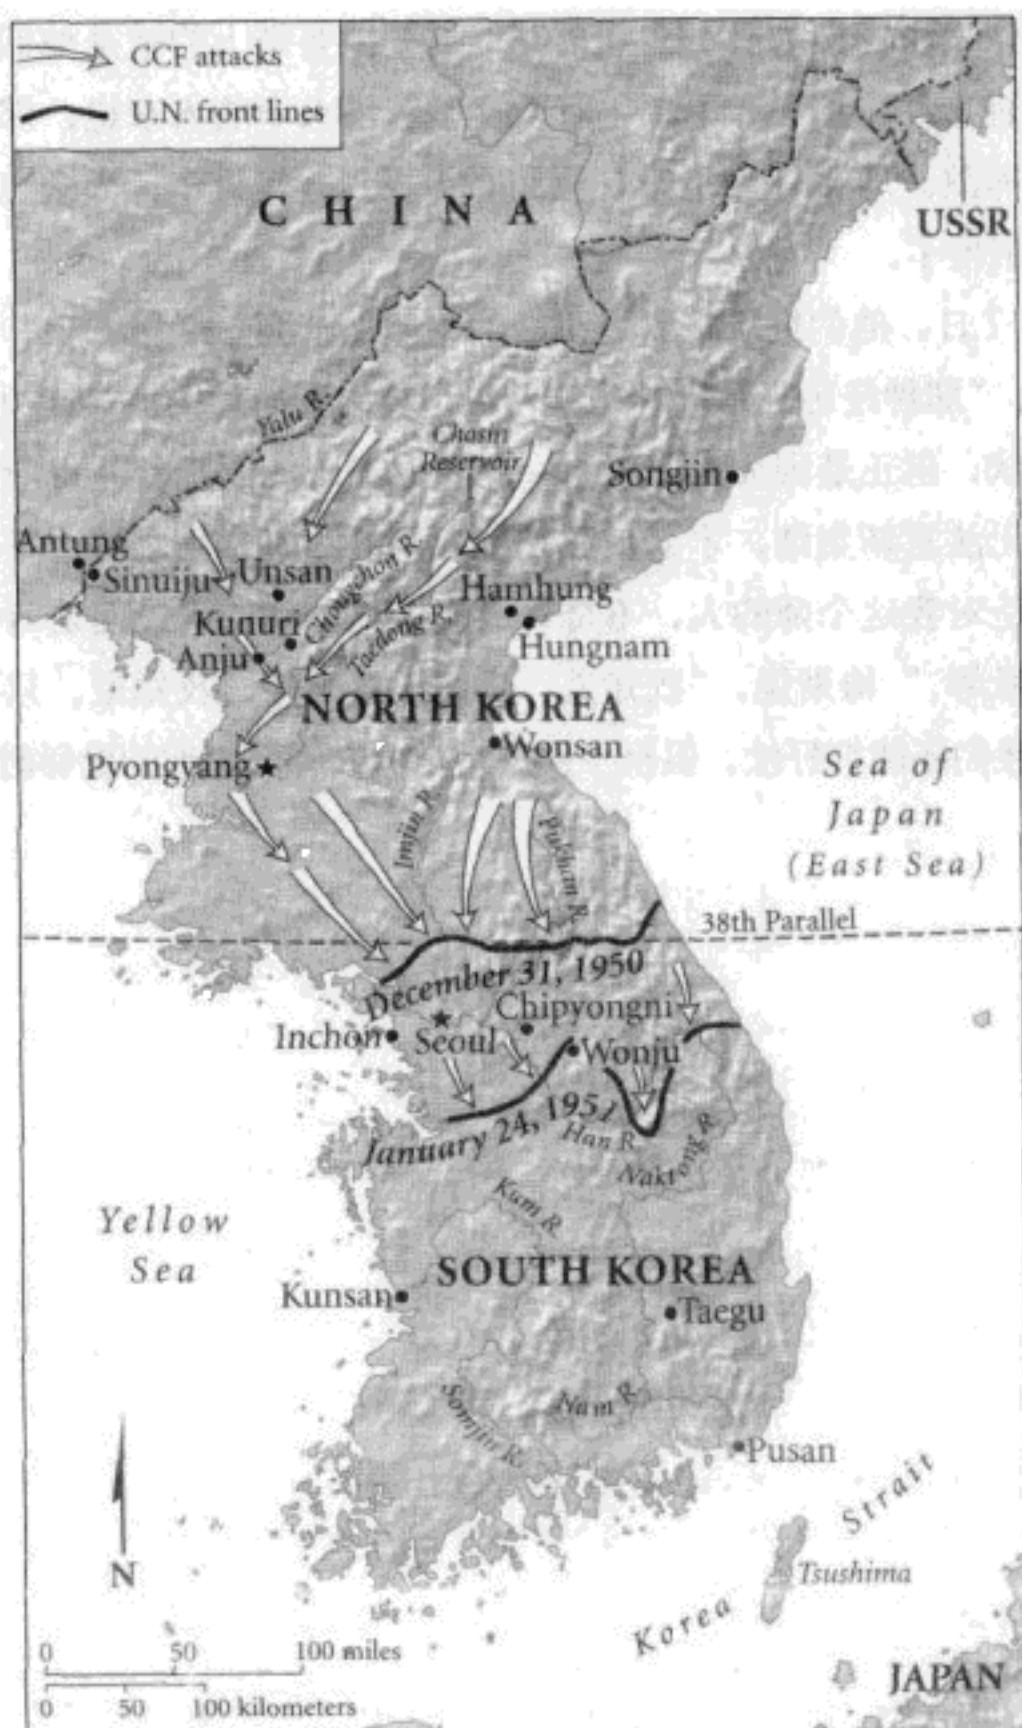 CCF attacks
U.N. front lines
CHINA
USSR
Yalu R.
Chosin
Reservoir
Songjin
Antung
Sinuiju
Unsan
Chongchon R.
Hamhung
Kunuri
Taedong R.
Anju
Hungnam
NORTH KOREA
Wonsan
Pyongyang
Sea of
Japan
(East Sea)
Imjin R.
Pukhan R.
38th Parallel
December 31, 1950
Chipyongni
Inchon
Seoul
Wonju
January 24, 1951
Han R.
Naktong R.
Kum R.
Yellow
Sea
SOUTH KOREA
Kunsan
Taegu
Nam R.
Somjin R.
Pusan
Korea Strait
N
Tsushima
0 50 100 miles
0 50 100 kilometers
JAPAN